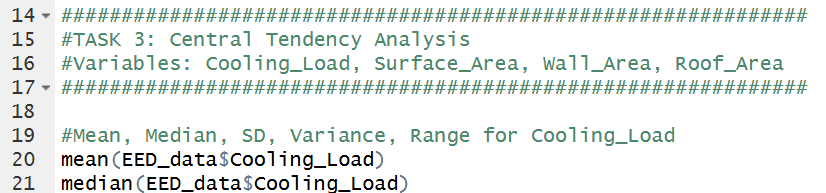 14 ##############################################################
15 #TASK 3: Central Tendency Analysis
16 #Variables: Cooling_Load, Surface_Area, Wall_Area, Roof_Area
17 ##############################################################
18
19 #Mean, Median, SD, Variance, Range for Cooling_Load
20 mean(EED_data$Cooling_Load)
21 median(EED_data$Cooling_Load)